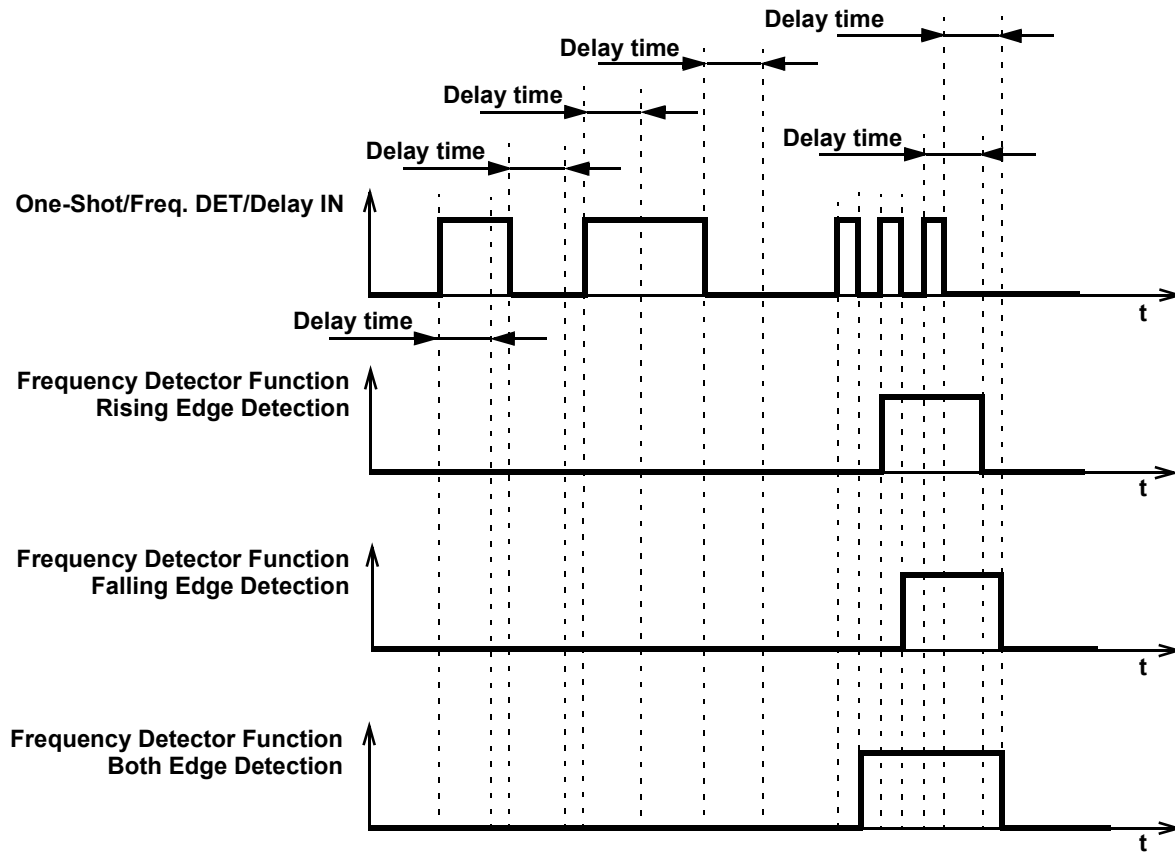 Delay time
Delay time
Delay time
Delay time
Delay time
One-Shot/Freq. DET/Delay IN
t
Delay time
Frequency Detector Function
Rising Edge Detection
t
Frequency Detector Function
Falling Edge Detection
t
Frequency Detector Function
Both Edge Detection
t